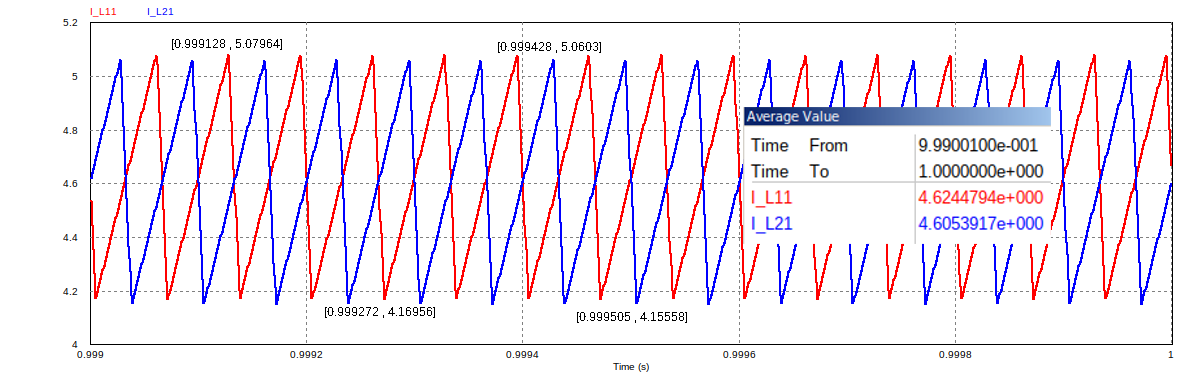 I_L11 I_L21
5.2
5
4.8
4.6
4.4
4.2
4
[0.999128 , 5.07964]
[0.999428 , 5.0603]
[0.999272 , 4.16956]
[0.999505 , 4.15558]
Average Value
Time From 9.9900100e-001
Time To 1.0000000e+000
I_L11 4.6244794e+000
I_L21 4.6053917e+000
0.999 0.9992 0.9994 0.9996 0.9998 1
Time (s)